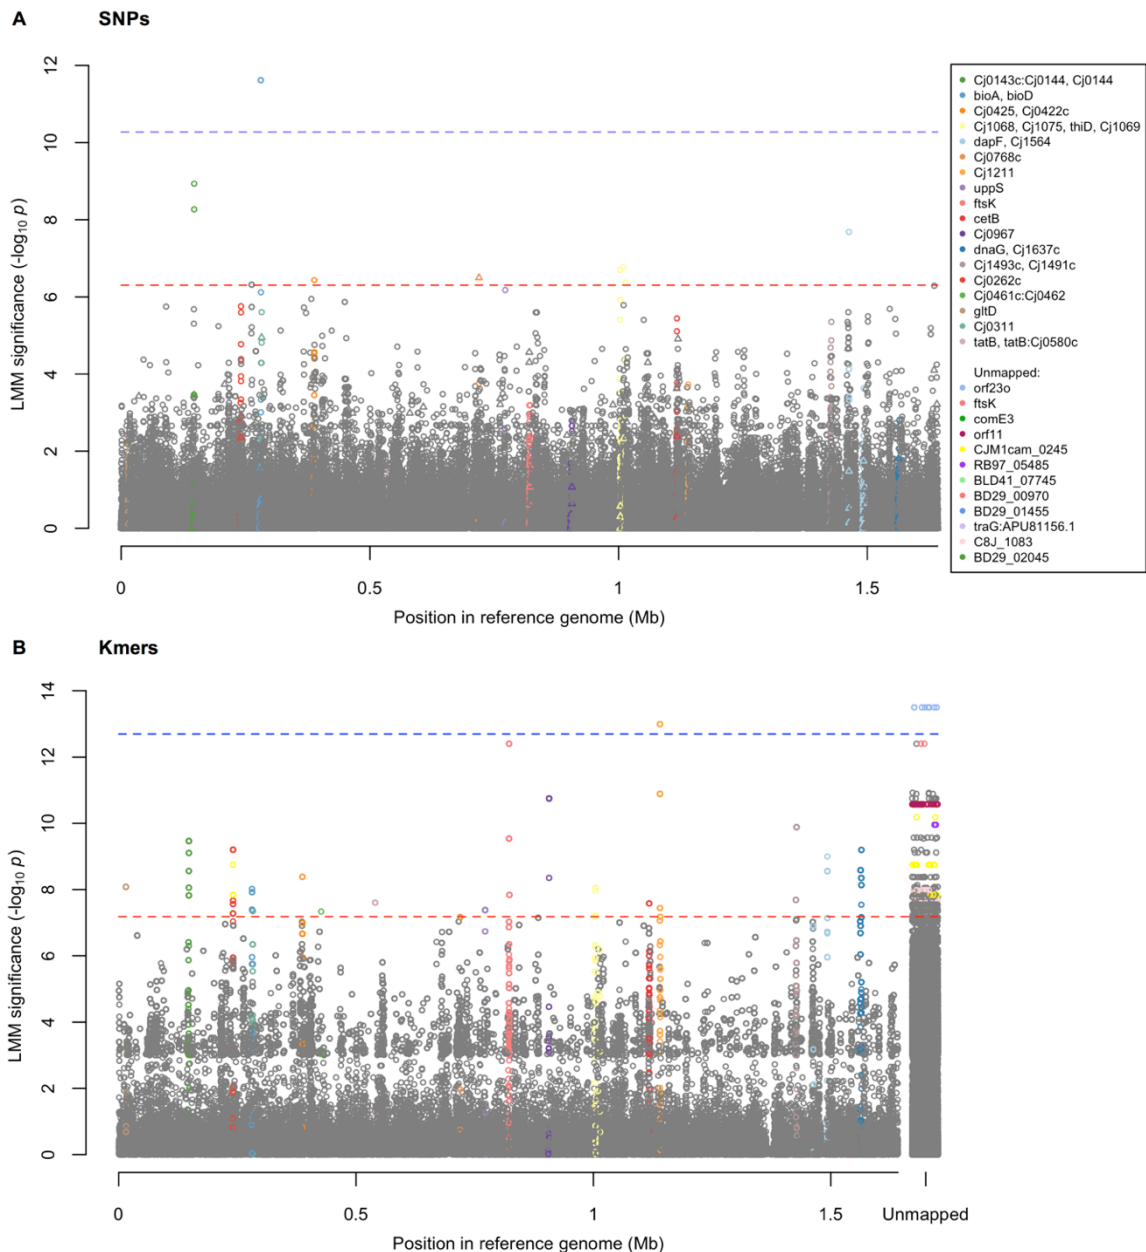 A SNPs
12
10
8
6
4
2
0
LMM significance (-log10 p)
0 0.5 1 1.5
Position in reference genome (Mb)
Cj0143c:Cj0144, Cj0144
bioA, bioD
Cj0425, Cj0422c
Cj1068, Cj1075, thiD, Cj1069
dapF, Cj1564
Cj0768c
Cj1211
uppS
ftsK
cetB
Cj0967
dnaG, Cj1637c
Cj1493c, Cj1491c
Cj0262c
Cj0461c:Cj0462
gltD
Cj0311
tatB, tatB:Cj0580c
Unmapped:
orf23o
ftsK
comE3
orf11
CJM1cam_0245
RB97_05485
BLD41_07745
BD29_00970
BD29_01455
traG:APU81156.1
C8J_1083
BD29_02045
B Kmers
14
12
10
8
6
4
2
0
LMM significance (-log10 p)
0 0.5 1 1.5 Unmapped
Position in reference genome (Mb)